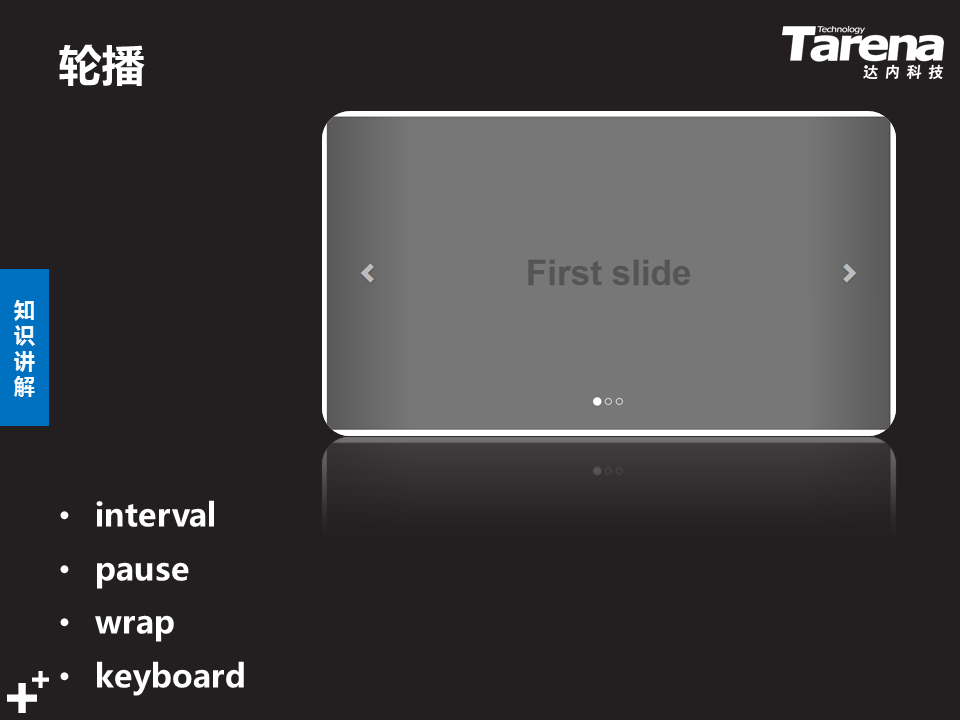 轮播
Technology
Tarena
达内科技
First slide
知识讲解
• interval
• pause
• wrap
• keyboard